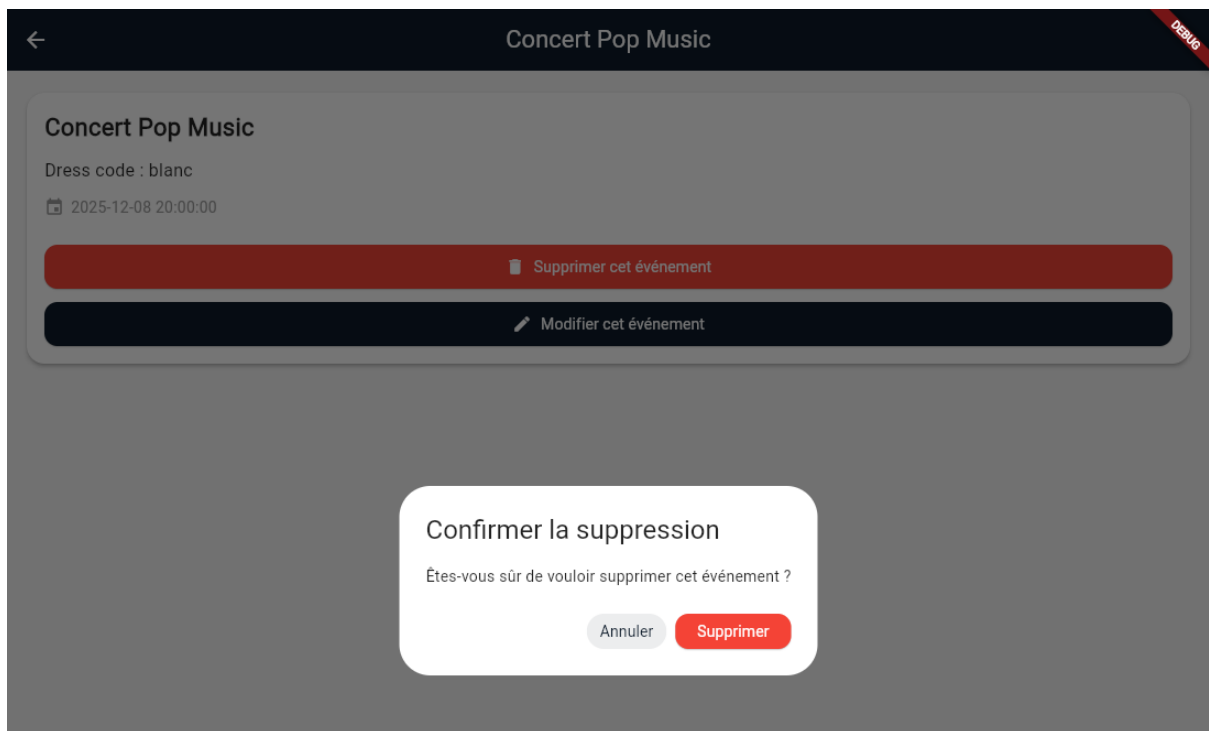 Concert Pop Music
DEBUG
Concert Pop Music
Dress code : blanc
2025-12-08 20:00:00
Supprimer cet événement
Modifier cet événement
Confirmer la suppression
Êtes-vous sûr de vouloir supprimer cet événement ?
Annuler Supprimer